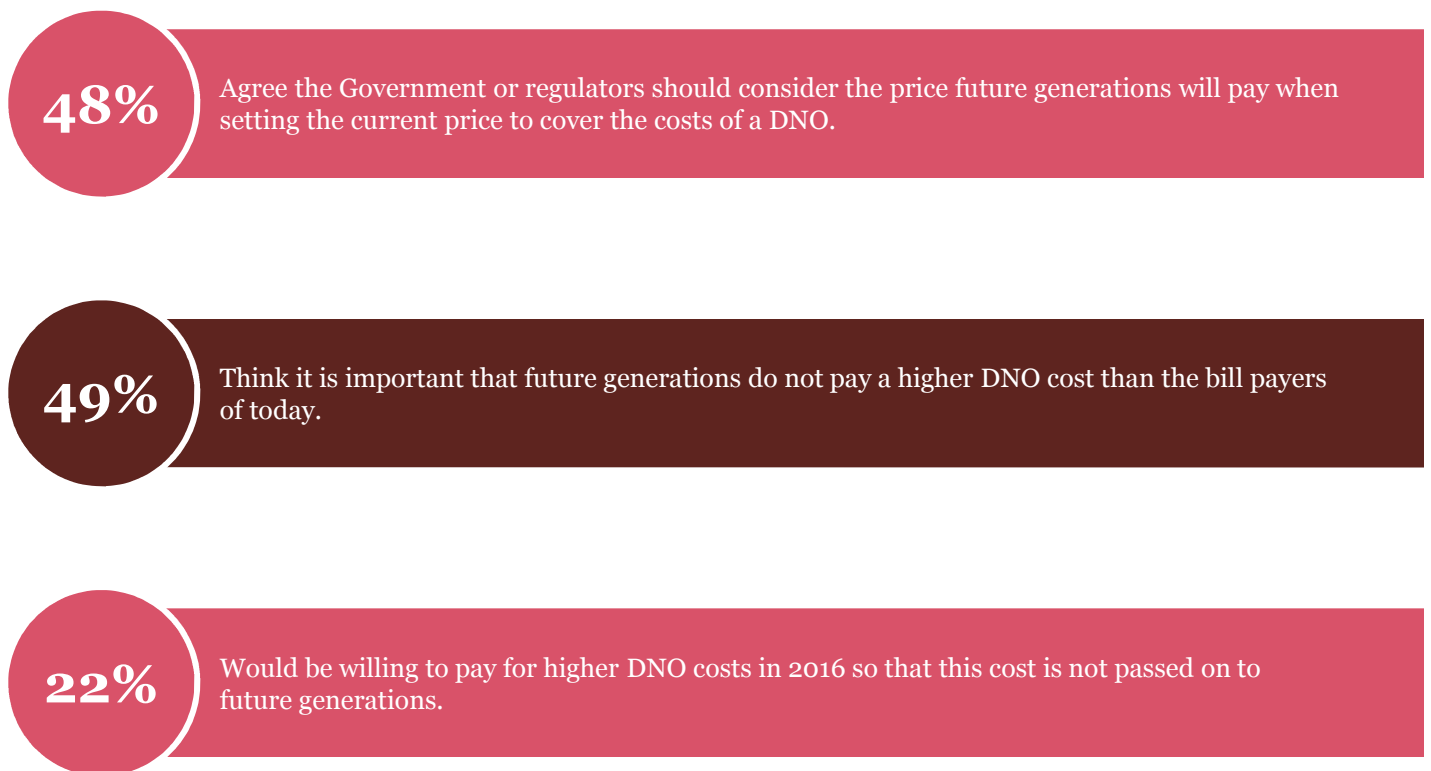 48%
Agree the Government or regulators should consider the price future generations will pay when
setting the current price to cover the costs of a DNO.
49%
Think it is important that future generations do not pay a higher DNO cost than the bill payers
of today.
22%
Would be willing to pay for higher DNO costs in 2016 so that this cost is not passed on to
future generations.